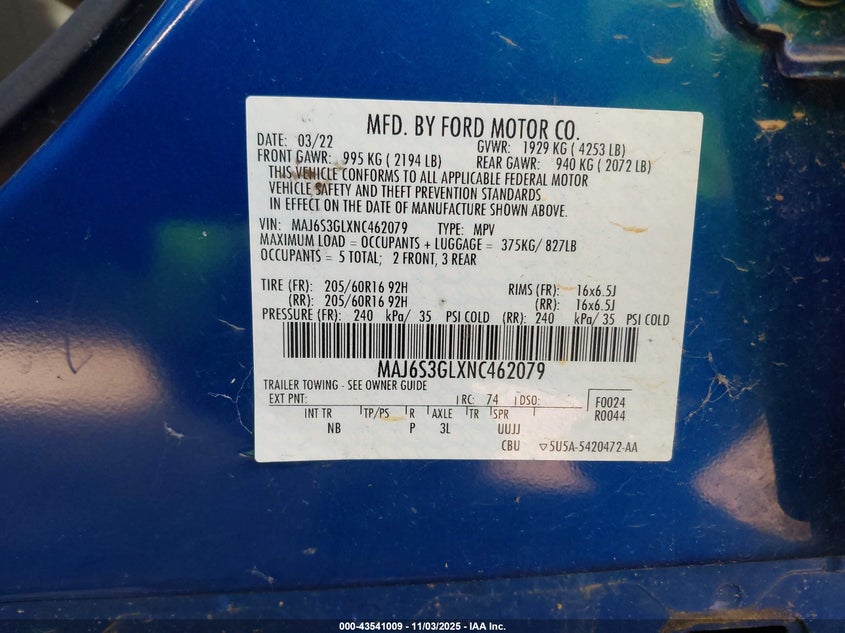 MFD. BY FORD MOTOR CO.
DATE: 03/22 GVWR: 1929 KG ( 4253 LB)
FRONT GAWR: 995 KG ( 2194 LB) REAR GAWR: 940 KG ( 2072 LB)
THIS VEHICLE CONFORMS TO ALL APPLICABLE FEDERAL MOTOR
VEHICLE SAFETY AND THEFT PREVENTION STANDARDS
IN EFFECT ON THE DATE OF MANUFACTURE SHOWN ABOVE.
VIN: MAJ6S3GLXNC462079 TYPE: MPV
MAXIMUM LOAD = OCCUPANTS + LUGGAGE = 375KG/ 827LB
OCCUPANTS = 5 TOTAL; 2 FRONT, 3 REAR
TIRE (FR): 205/60R16 92H RIMS (FR): 16x6.5J
(RR): 205/60R16 92H (RR): 16x6.5J
PRESSURE (FR): 240 kPa/ 35 PSI COLD (RR): 240 kPa/ 35 PSI COLD
MAJ6S3GLXNC462079
TRAILER TOWING - SEE OWNER GUIDE
EXT PNT: RC: 74 DSO: F0024
INT TR TP/PS R AXLE TR SPR R0044
NB P 3L UUJJ
CBU ▽5U5A-5420472-AA
000-43541009 - 11/03/2025 - IAA Inc.